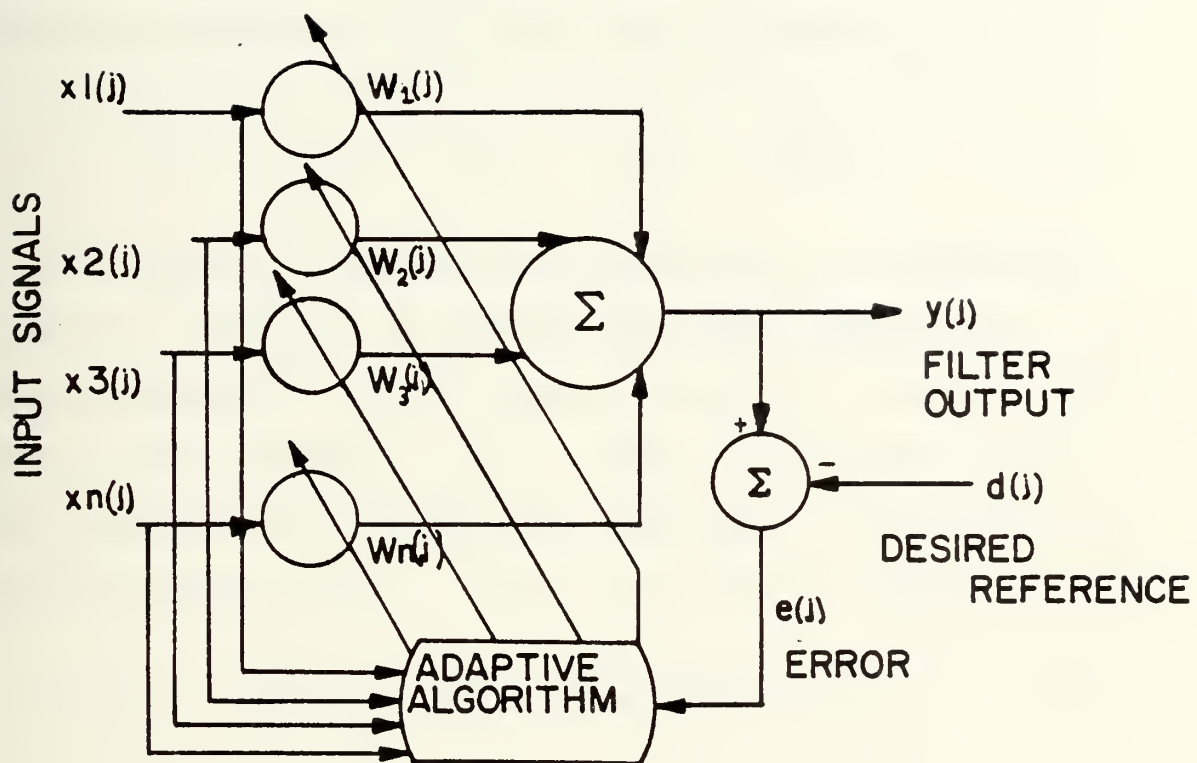 INPUT SIGNALS
x1(j)
W₁(j)
x2(j)
W₂(j)
x3(j)
W₃(j)
xn(j)
Wn(j)
Σ
y(j)
FILTER
OUTPUT
+
-
Σ
d(j)
DESIRED
REFERENCE
e(j)
ERROR
ADAPTIVE
ALGORITHM